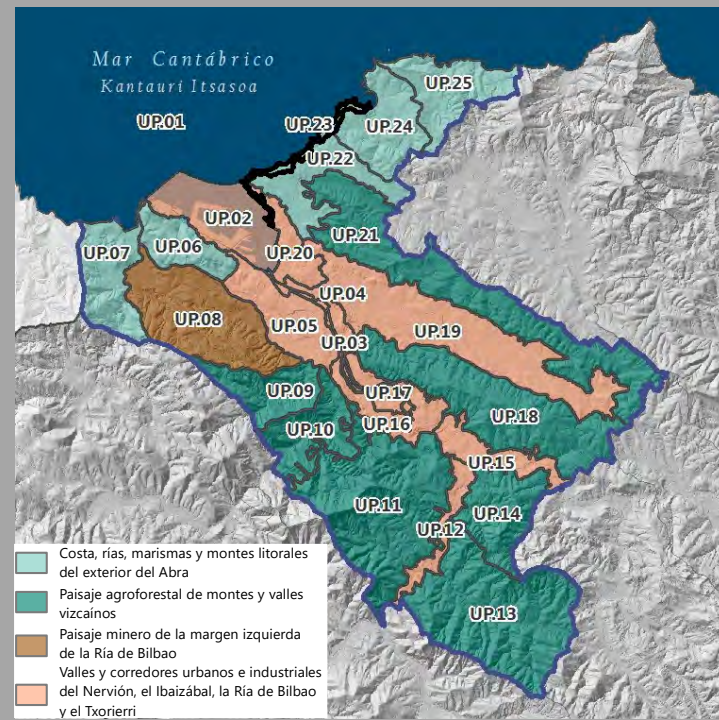 Mar Cantábrico
Kantauri Itsasoa
UP.25
UP.01
UP.23
UP.24
UP.22
UP.02
UP.21
UP.07
UP.06
UP.20
UP.04
UP.08
UP.05
UP.03
UP.19
UP.09
UP.17
UP.18
UP.10
UP.16
UP.15
UP.11
UP.14
UP.12
UP.13
Costa, rías, marismas y montes litorales
del exterior del Abra
Paisaje agroforestal de montes y valles
vizcaínos
Paisaje minero de la margen izquierda
de la Ría de Bilbao
Valles y corredores urbanos e industriales
del Nervión, el Ibaizábal, la Ría de Bilbao
y el Txorierri